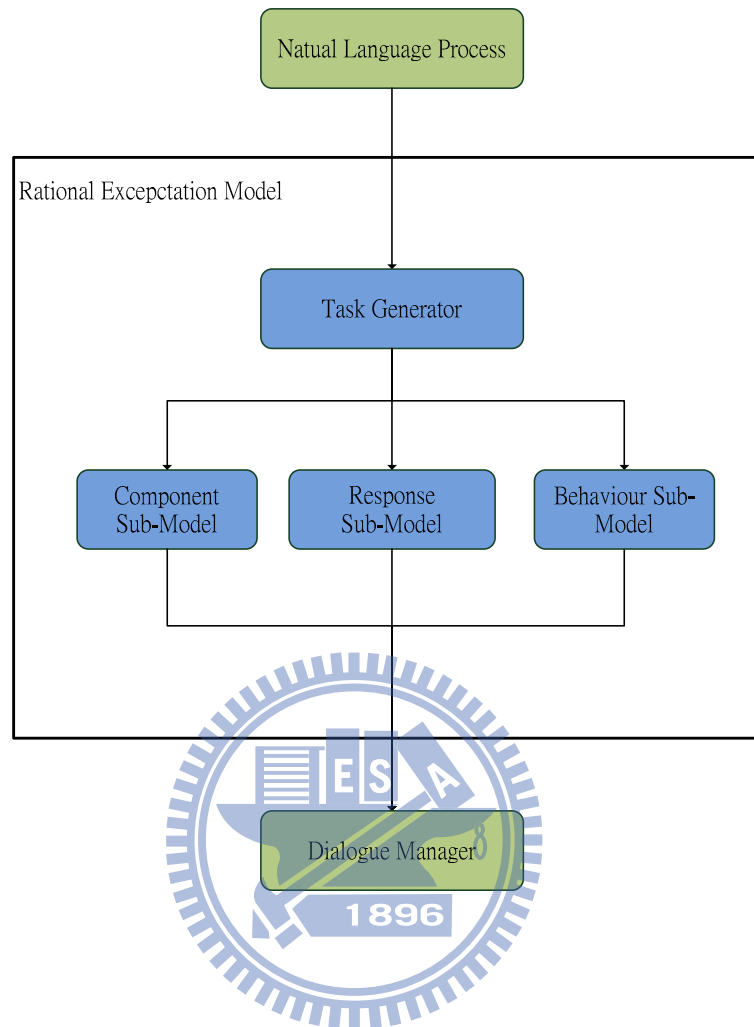 Natual Language Process
Rational Excepctation Model
Task Generator
Component
Sub-Model
Response
Sub-Model
Behaviour Sub-
Model
E S A
8
Dialogue Manager
1896